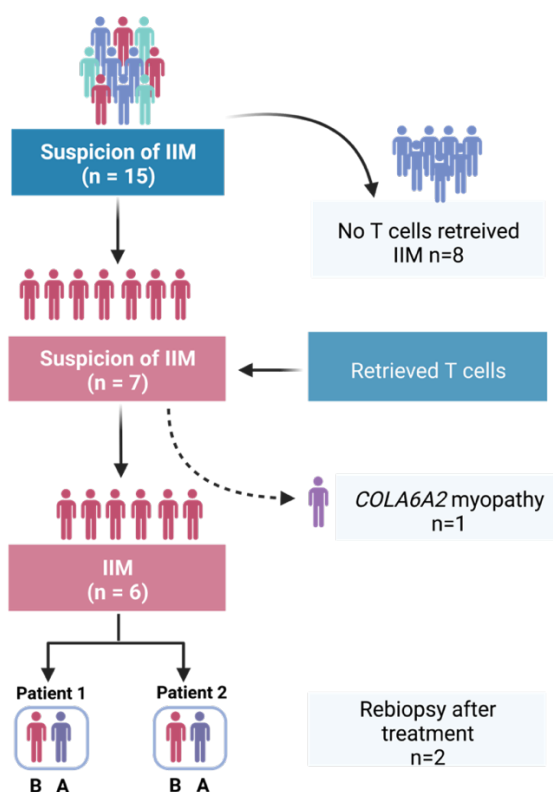 Suspicion of IIM
(n = 15)
No T cells retreived
IIM n=8
Suspicion of IIM
(n = 7)
Retrieved T cells
COLA6A2 myopathy
n=1
IIM
(n = 6)
Patient 1
Patient 2
B A
B A
Rebiopsy after
treatment
n=2